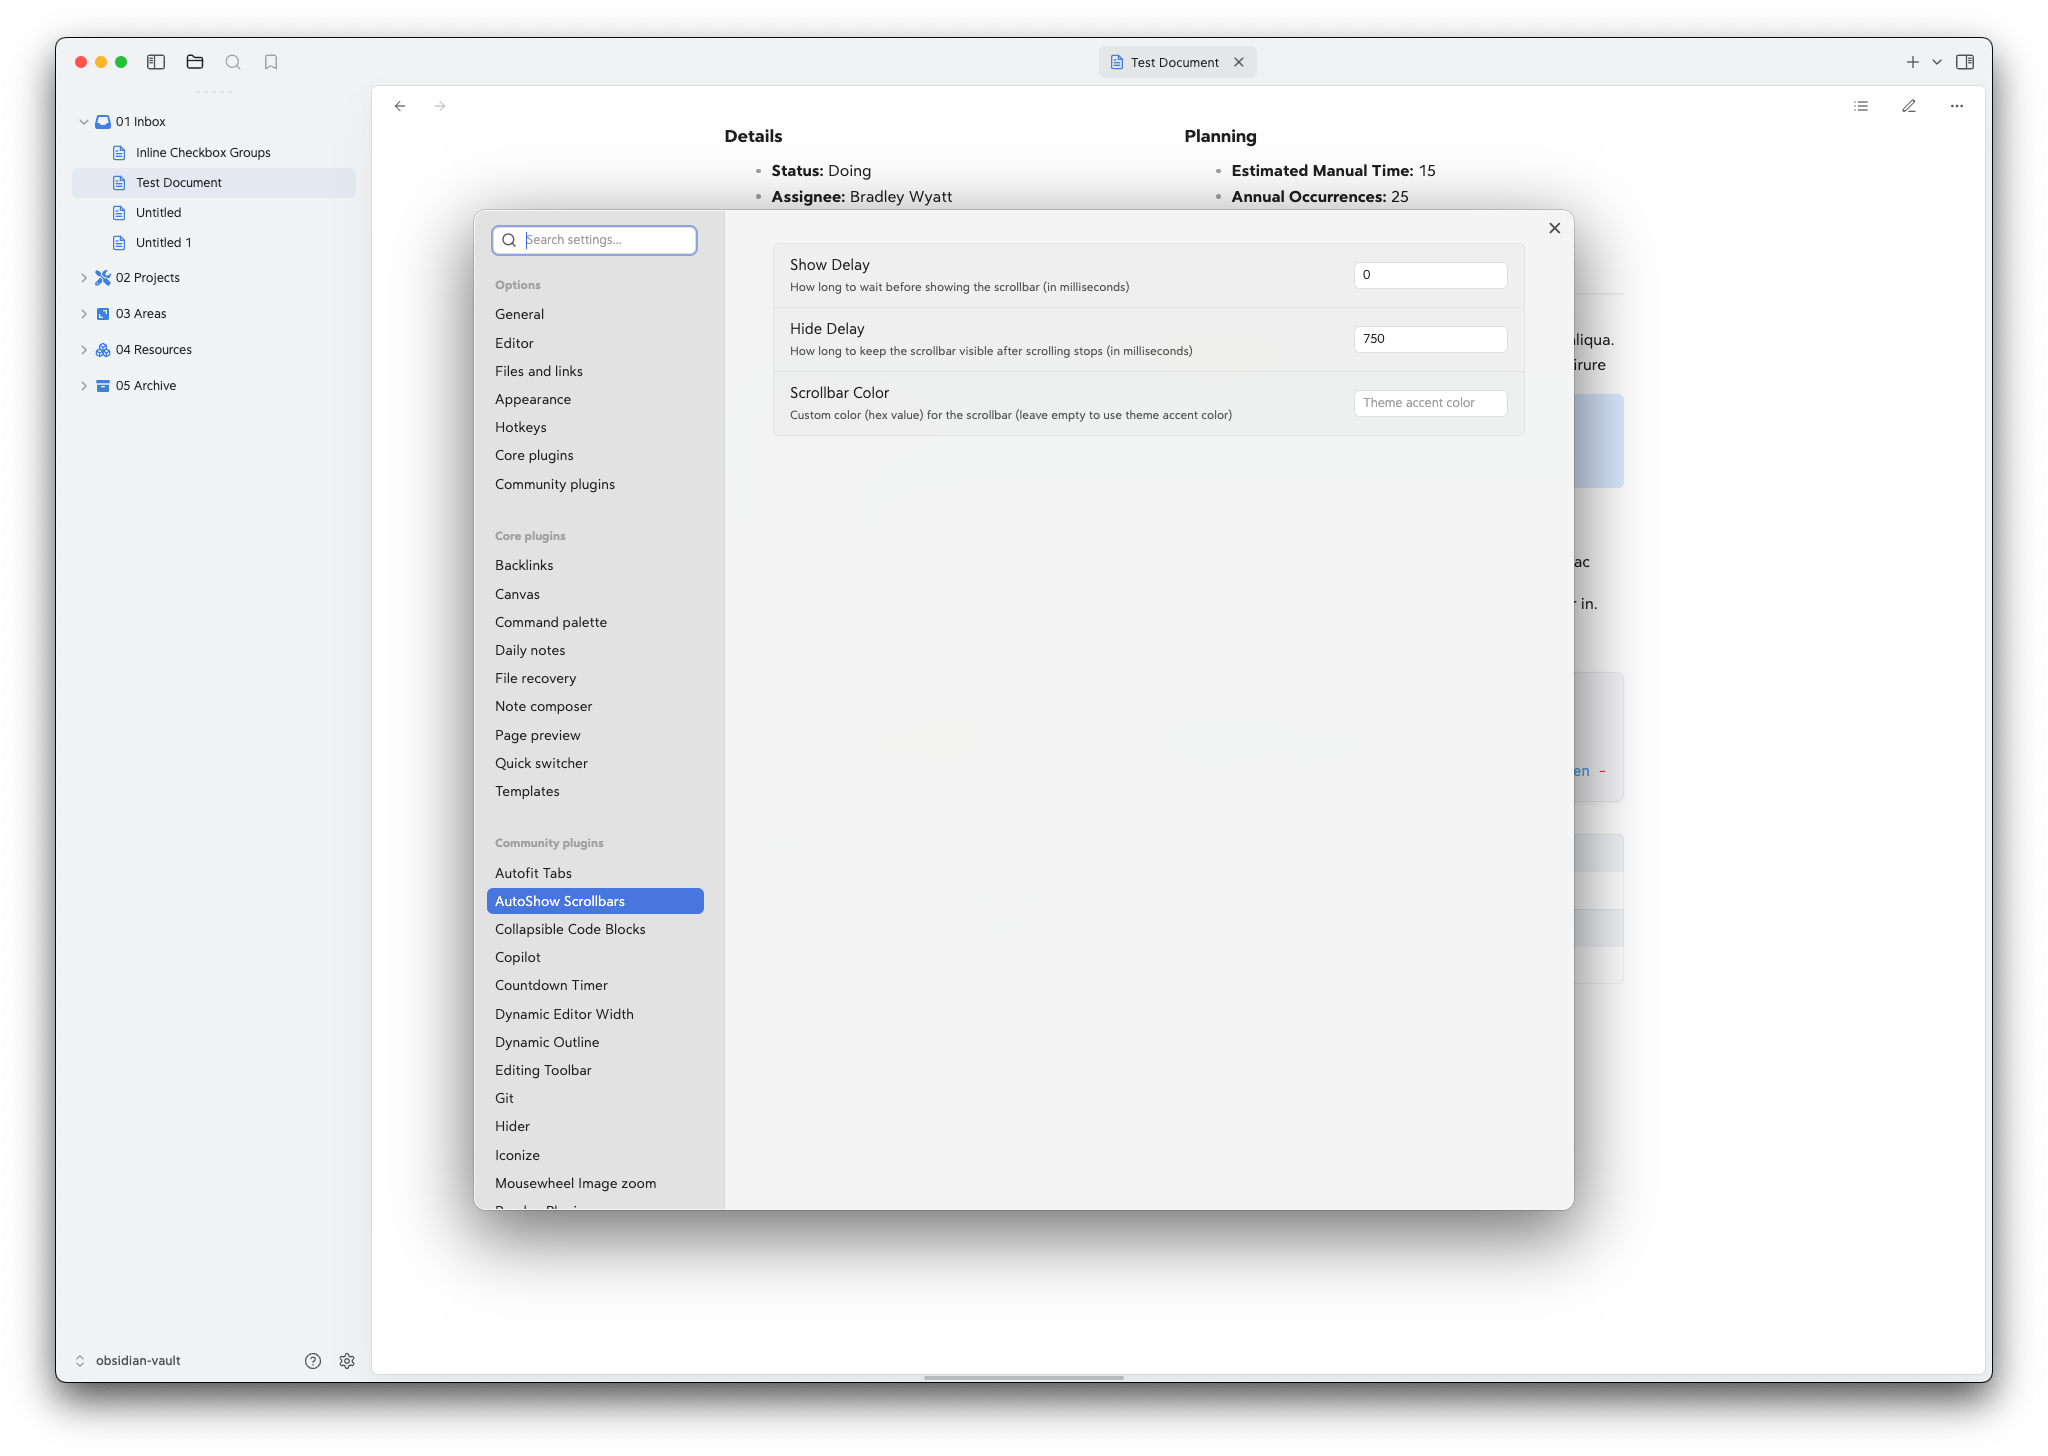 Test Document
01 Inbox
Inline Checkbox Groups
Test Document
Untitled
Untitled 1
02 Projects
03 Areas
04 Resources
05 Archive
obsidian-vault
Details
Status: Doing
Assignee: Bradley Wyatt
Planning
Estimated Manual Time: 15
Annual Occurrences: 25
aliqua.
irure
ac
r in.
en -
Search settings...
Options
General
Editor
Files and links
Appearance
Hotkeys
Core plugins
Community plugins
Core plugins
Backlinks
Canvas
Command palette
Daily notes
File recovery
Note composer
Page preview
Quick switcher
Templates
Community plugins
Autofit Tabs
AutoShow Scrollbars
Collapsible Code Blocks
Copilot
Countdown Timer
Dynamic Editor Width
Dynamic Outline
Editing Toolbar
Git
Hider
Iconize
Mousewheel Image zoom
Show Delay
How long to wait before showing the scrollbar (in milliseconds)
0
Hide Delay
How long to keep the scrollbar visible after scrolling stops (in milliseconds)
750
Scrollbar Color
Custom color (hex value) for the scrollbar (leave empty to use theme accent color)
Theme accent color